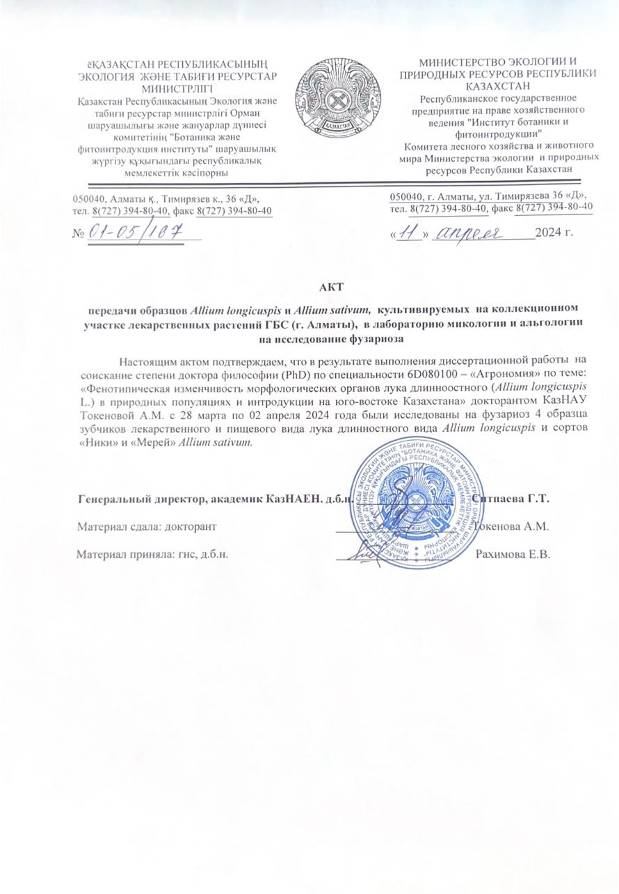 ёҚАЗАҚСТАН РЕСПУБЛИКАСЫНЫҢ
ЭКОЛОГИЯ ЖӘНЕ ТАБИҒИ РЕСУРСТАР
МИНИСТРЛІГІ
Қазақстан Республикасының Экология және
табиғи ресурстар министрлігі Орман
шаруашылығы және жануарлар дүниесі
комитетінің "Ботаника және
фитоинтродукция институты" шаруашылық
жүргізу құқығындағы республикалық
мемлекеттік кәсіпорны
050040, Алматы қ., Тимирязев к., 36 «Д»,
тел. 8(727) 394-80-40, факс 8(727) 394-80-40
№ 01-05/167
МИНИСТЕРСТВО ЭКОЛОГИИ И
ПРИРОДНЫХ РЕСУРСОВ РЕСПУБЛИКИ
КАЗАХСТАН
Республиканское государственное
предприятие на праве хозяйственного
ведения "Институт ботаники и
фитоинтродукции"
Комитета лесного хозяйства и животного
мира Министерства экологии и природных
ресурсов Республики Казахстан
050040, г. Алматы, ул. Тимирязева 36 «Д»,
тел. 8(727) 394-80-40, факс 8(727) 394-80-40
« 11 » апреля 2024 г.
АКТ
передачи образцов Allium longicuspis и Allium sativum, культивируемых на коллекционном
участке лекарственных растений ГБС (г. Алматы), в лабораторию микологии и альгологии
на исследование фузариоза
Настоящим актом подтверждаем, что в результате выполнения диссертационной работы на
соискание степени доктора философии (PhD) по специальности 6D080100 – «Агрономия» по теме:
«Фенотипическая изменчивость морфологических органов лука длинноостного (Allium longicuspis
L.) в природных популяциях и интродукции на юго-востоке Казахстана» докторантом КазНАУ
Токеновой А.М. с 28 марта по 02 апреля 2024 года были исследованы на фузариоз 4 образца
зубчиков лекарственного и пищевого вида лука длинностного вида Allium longicuspis и сортов
«Ники» и «Мерей» Allium sativum.
Генеральный директор, академик КазНАЕН. д.б.н. Ситпаева Г.Т.
Материал сдала: докторант Токенова А.М.
Материал приняла: гнс, д.б.н. Рахимова Е.В.